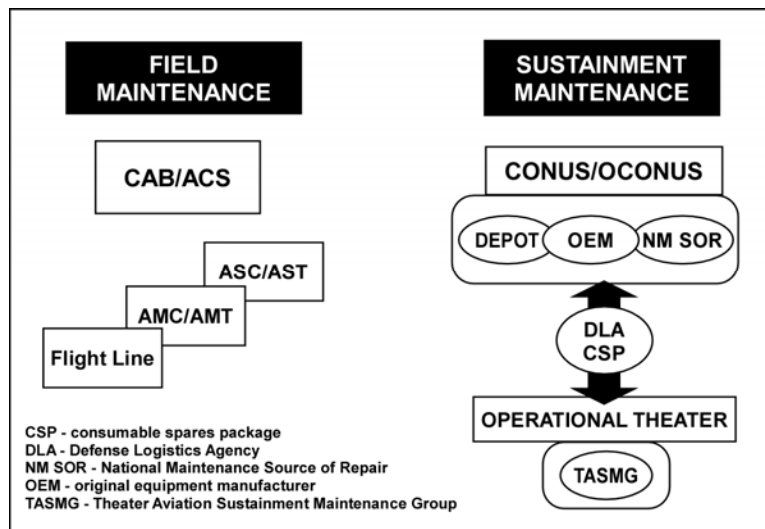 FIELD
MAINTENANCE
CAB/ACS
ASC/AST
AMC/AMT
Flight Line
SUSTAINMENT
MAINTENANCE
CONUS/OCONUS
DEPOT
OEM
NM SOR
DLA
CSP
OPERATIONAL THEATER
TASMG
CSP - consumable spares package
DLA - Defense Logistics Agency
NM SOR - National Maintenance Source of Repair
OEM - original equipment manufacturer
TASMG - Theater Aviation Sustainment Maintenance Group